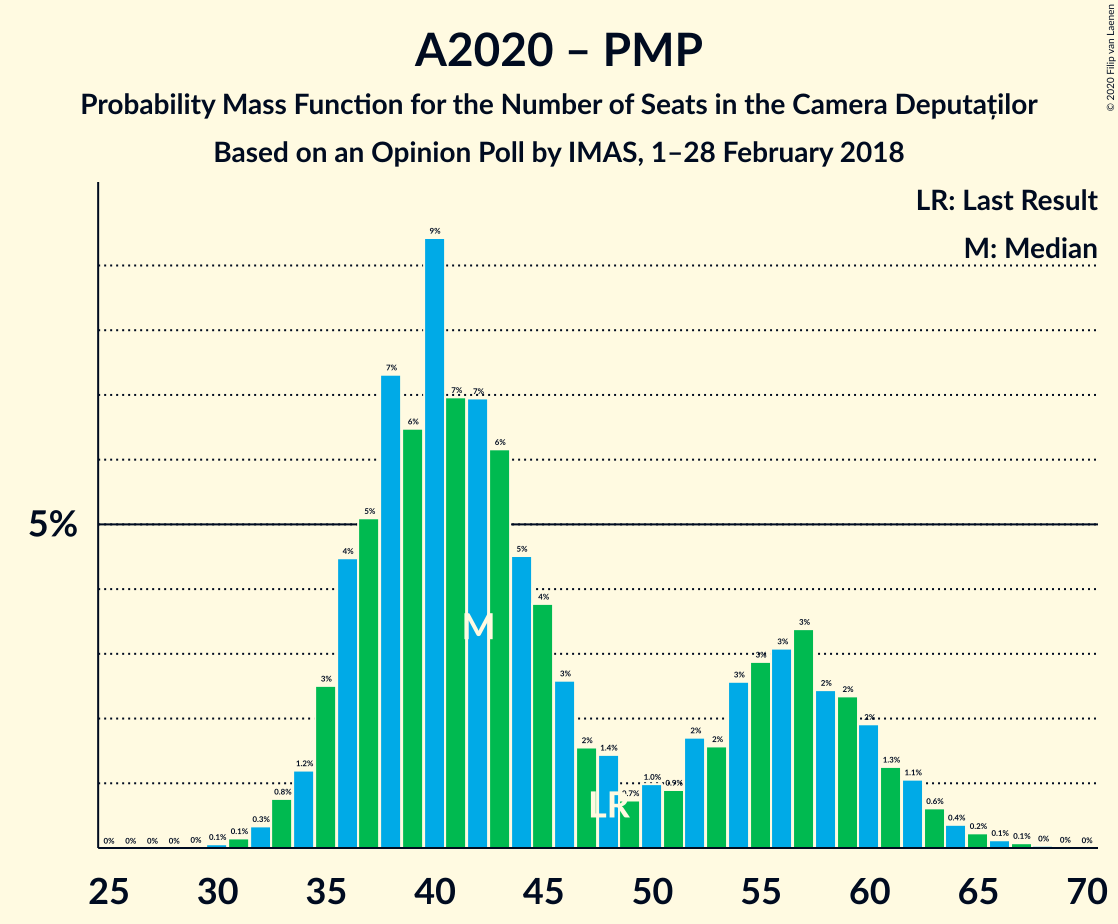 A2020 – PMP
Probability Mass Function for the Number of Seats in the Camera Deputaților
Based on an Opinion Poll by IMAS, 1–28 February 2018
© 2020 Filip van Laenen
LR: Last Result
M: Median
5%
0% 0% 0% 0% 0% 0.1% 0.1% 0.3% 0.8% 1.2% 3% 4% 5% 7% 6% 9% 7% 7% 6% 5% 4% 3% 2% 1.4% 0.7% 1.0% 0.9% 2% 2% 3% 3% 3% 3% 2% 2% 2% 1.3% 1.1% 0.6% 0.4% 0.2% 0.1% 0.1% 0% 0% 0%
M
LR
25 30 35 40 45 50 55 60 65 70